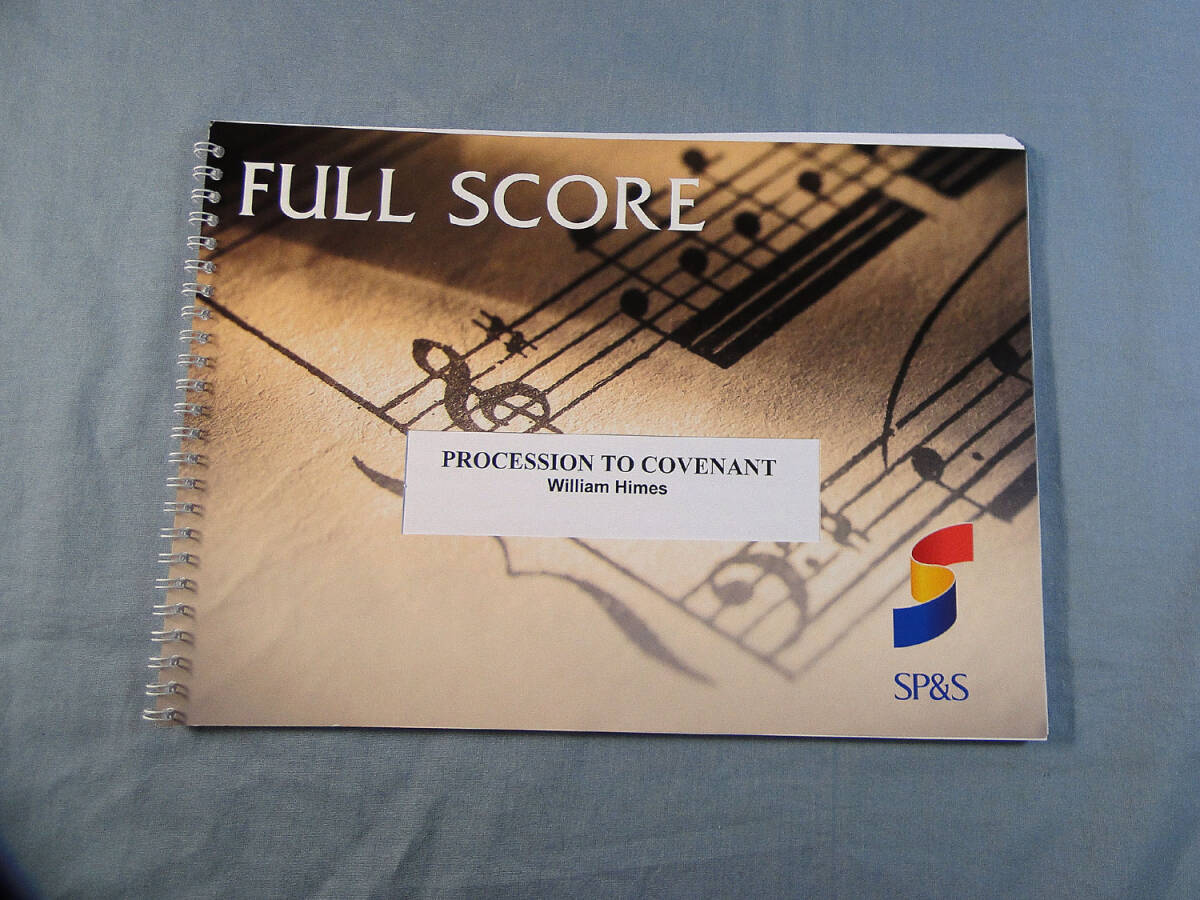 FULL SCORE
PROCESSION TO COVENANT
William Himes
SP&S